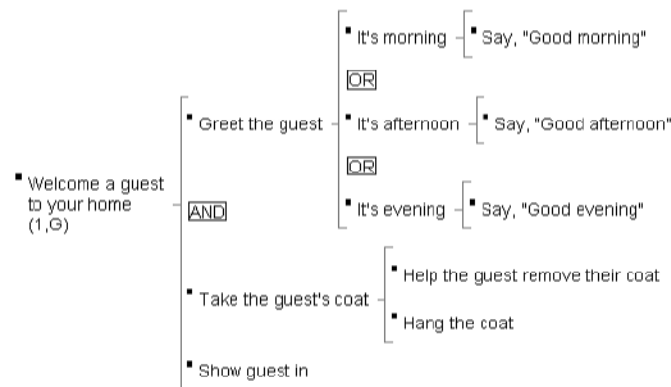 It's morning
Say, "Good morning"
OR
Greet the guest
It's afternoon
Say, "Good afternoon"
OR
Welcome a guest
to your home
(1,G)
AND
It's evening
Say, "Good evening"
Take the guest's coat
Help the guest remove their coat
Hang the coat
Show guest in